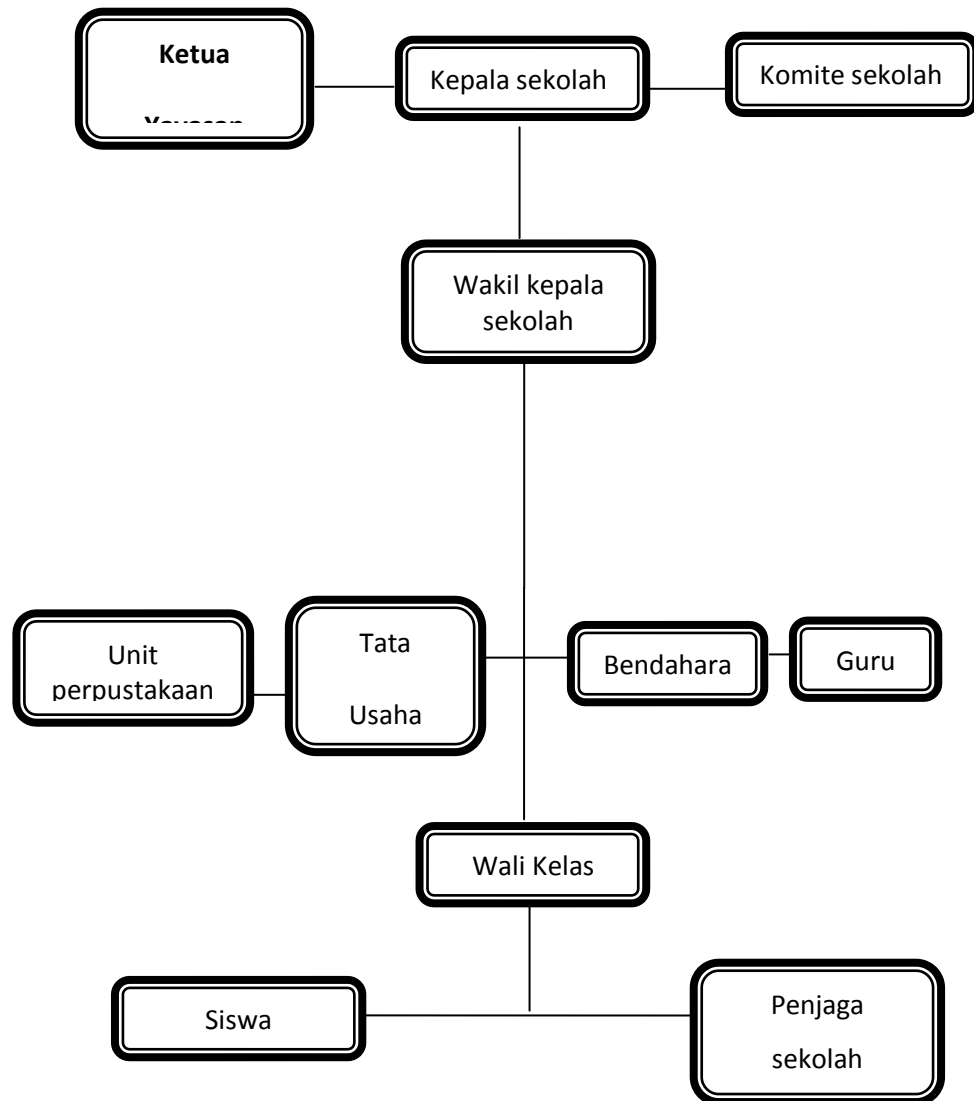 Ketua
Kepala sekolah
Komite sekolah
Wakil kepala
sekolah
Unit
perpustakaan
Tata
Usaha
Bendahara
Guru
Wali Kelas
Siswa
Penjaga
sekolah